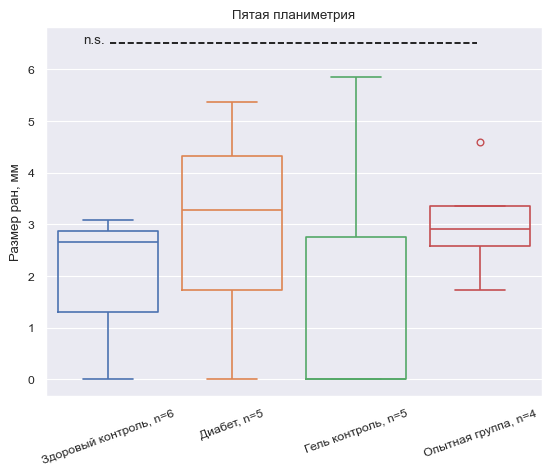 Пятая планиметрия
n.s.
6
5
4
3
2
1
0
Размер ран, мм
Здоровый контроль, n=6
Диабет, n=5
Гель контроль, n=5
Опытная группа, n=4